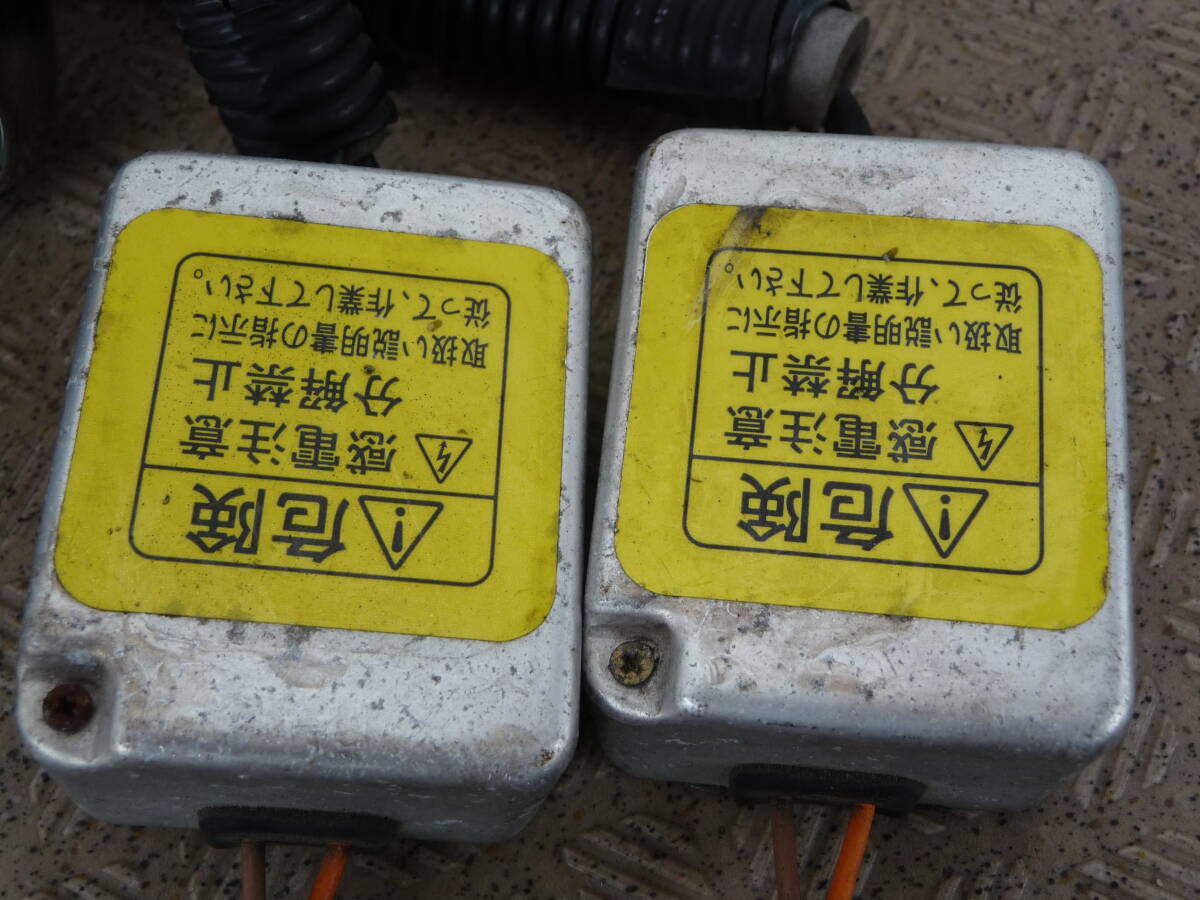 危険
感電注意
分解禁止
取扱い説明書の指示に
従って、作業して下さい。
危険
感電注意
分解禁止
取扱い説明書の指示に
従って、作業して下さい。